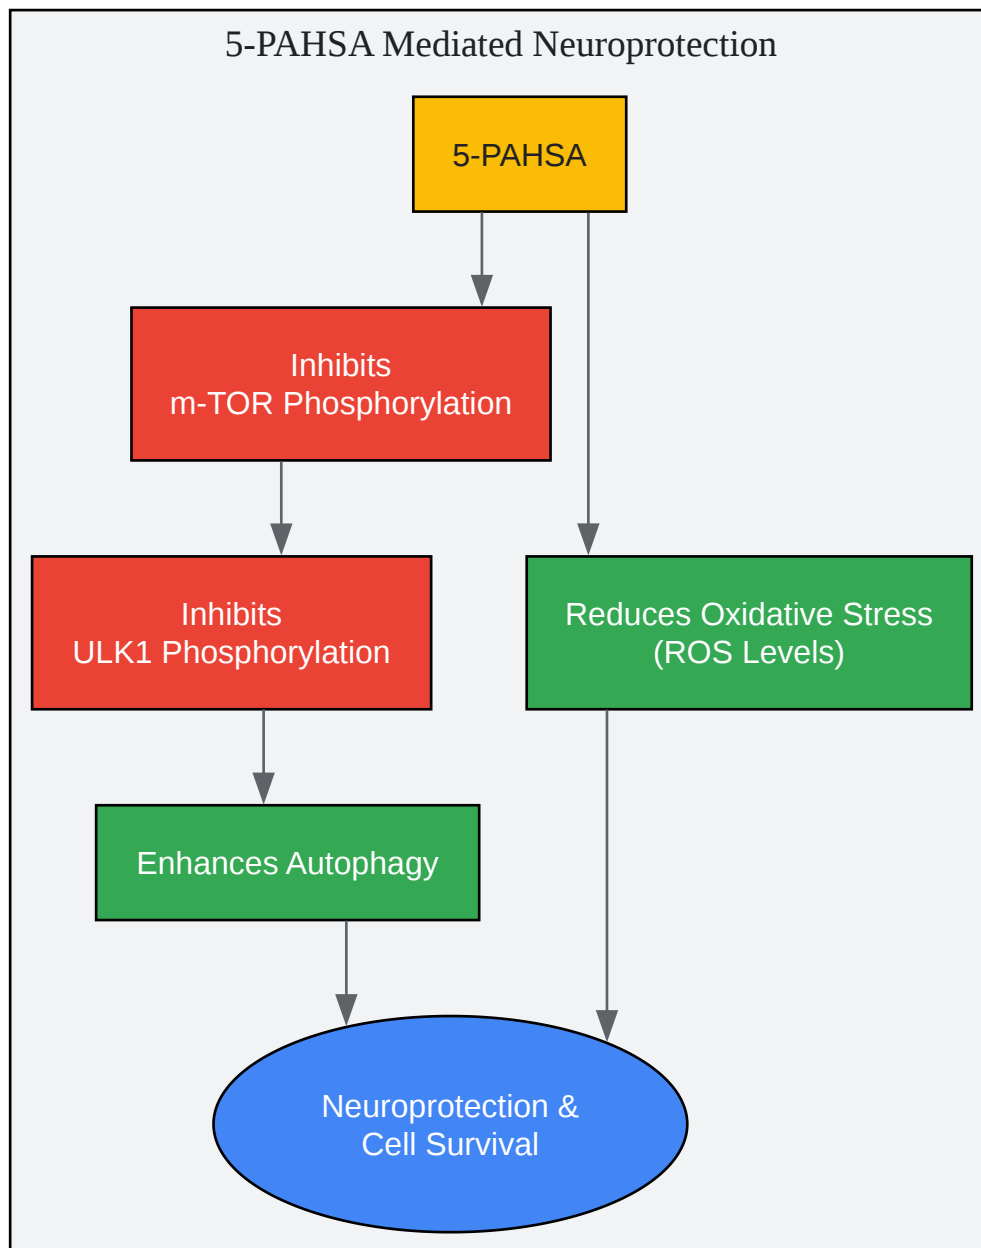 5-PAHSA Mediated Neuroprotection
5-PAHSA
Inhibits
m-TOR Phosphorylation
Inhibits
ULK1 Phosphorylation
Reduces Oxidative Stress
(ROS Levels)
Enhances Autophagy
Neuroprotection &
Cell Survival